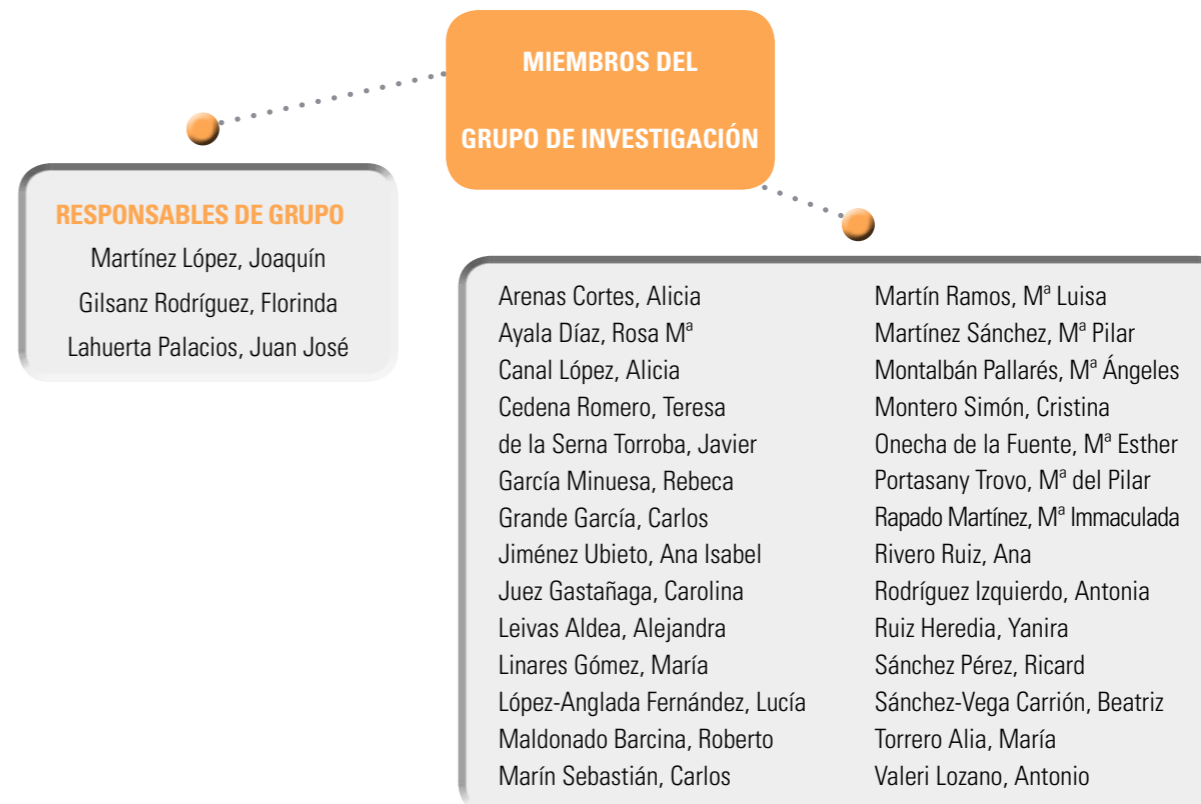 MIEMBROS DEL
GRUPO DE INVESTIGACIÓN
RESPONSABLES DE GRUPO
Martínez López, Joaquín
Gilsanz Rodríguez, Florinda
Lahuerta Palacios, Juan José
Arenas Cortes, Alicia
Ayala Díaz, Rosa Mª
Canal López, Alicia
Cedena Romero, Teresa
de la Serna Torroba, Javier
García Minuesa, Rebeca
Grande García, Carlos
Jiménez Ubieto, Ana Isabel
Juez Gastañaga, Carolina
Leivas Aldea, Alejandra
Linares Gómez, María
López-Anglada Fernández, Lucía
Maldonado Barcina, Roberto
Marín Sebastián, Carlos
Martín Ramos, Mª Luisa
Martínez Sánchez, Mª Pilar
Montalbán Pallarés, Mª Ángeles
Montero Simón, Cristina
Onecha de la Fuente, Mª Esther
Portasany Trovo, Mª del Pilar
Rapado Martínez, Mª Immaculada
Rivero Ruiz, Ana
Rodríguez Izquierdo, Antonia
Ruiz Heredia, Yanira
Sánchez Pérez, Ricard
Sánchez-Vega Carrión, Beatriz
Torrero Alia, María
Valeri Lozano, Antonio